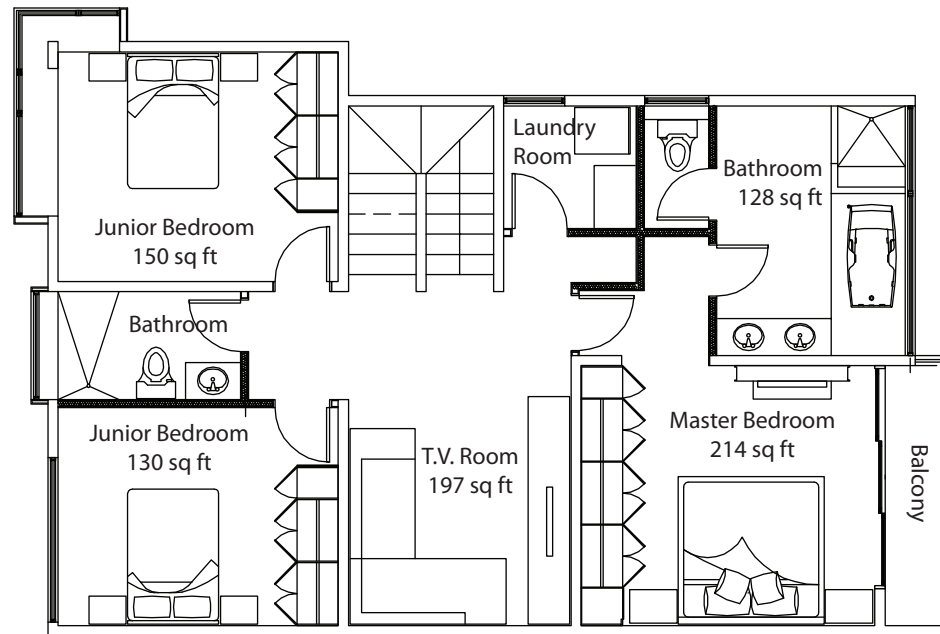 Junior Bedroom
150 sq ft
Laundry
Room
Bathroom
128 sq ft
Bathroom
Junior Bedroom
130 sq ft
T.V. Room
197 sq ft
Master Bedroom
214 sq ft
Balcony